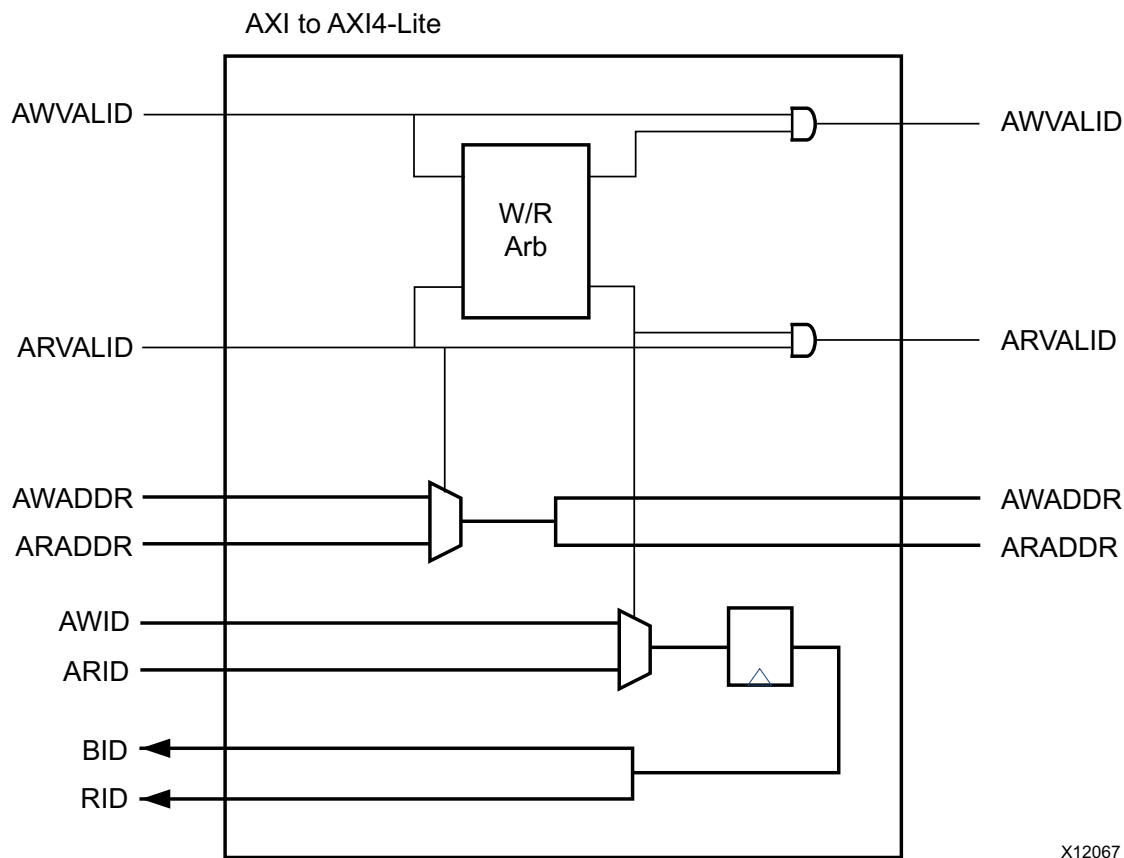 AXI to AXI4-Lite
AWVALID
AWVALID
W/R
Arb
ARVALID
ARVALID
AWADDR
AWADDR
ARADDR
ARADDR
AWID
ARID
BID
RID
X12067